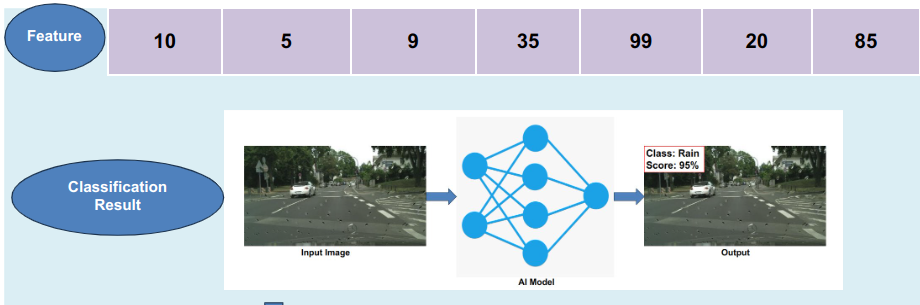 Feature
10 5 9 35 99 20 85
Classification
Result
Class: Rain
Score: 95%
Input Image
AI Model
Output